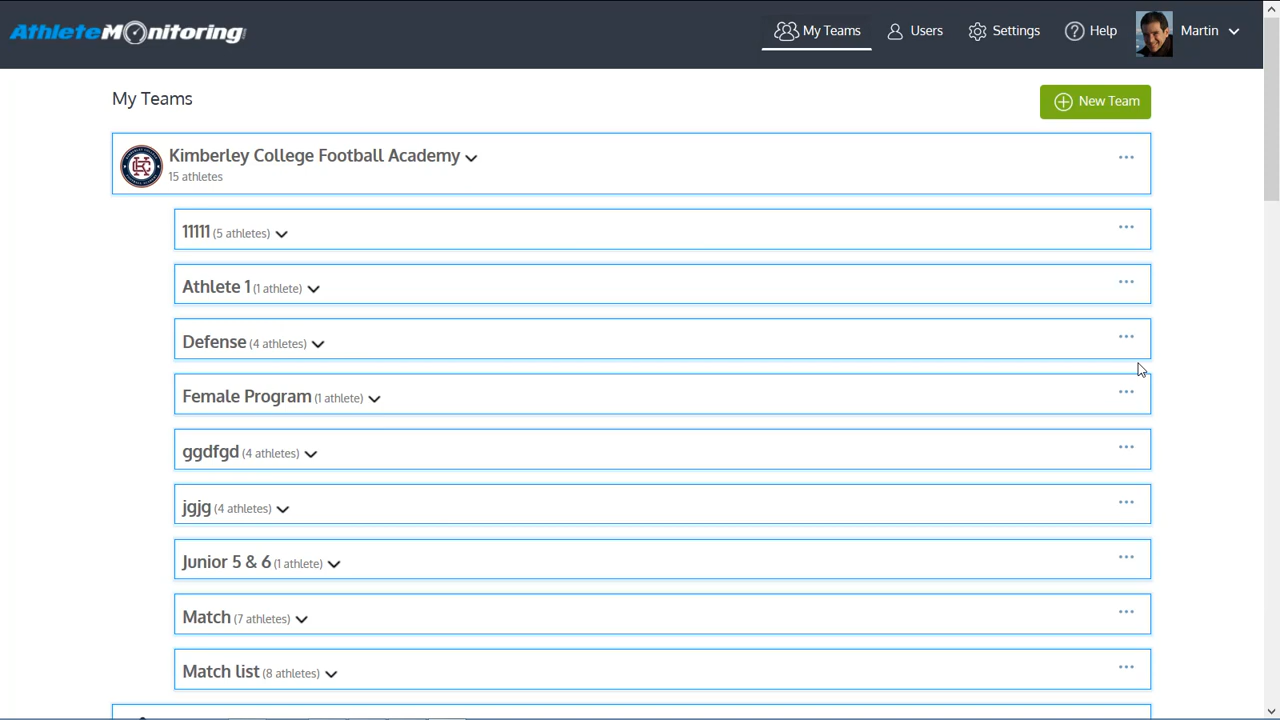 AthleteMonitoring
My Teams Users Settings Help Martin
My Teams
New Team
Kimberley College Football Academy
15 athletes
11111 (5 athletes)
Athlete 1 (1 athlete)
Defense (4 athletes)
Female Program (1 athlete)
ggdfgd (4 athletes)
jgjg (4 athletes)
Junior 5 & 6 (1 athlete)
Match (7 athletes)
Match list (8 athletes)